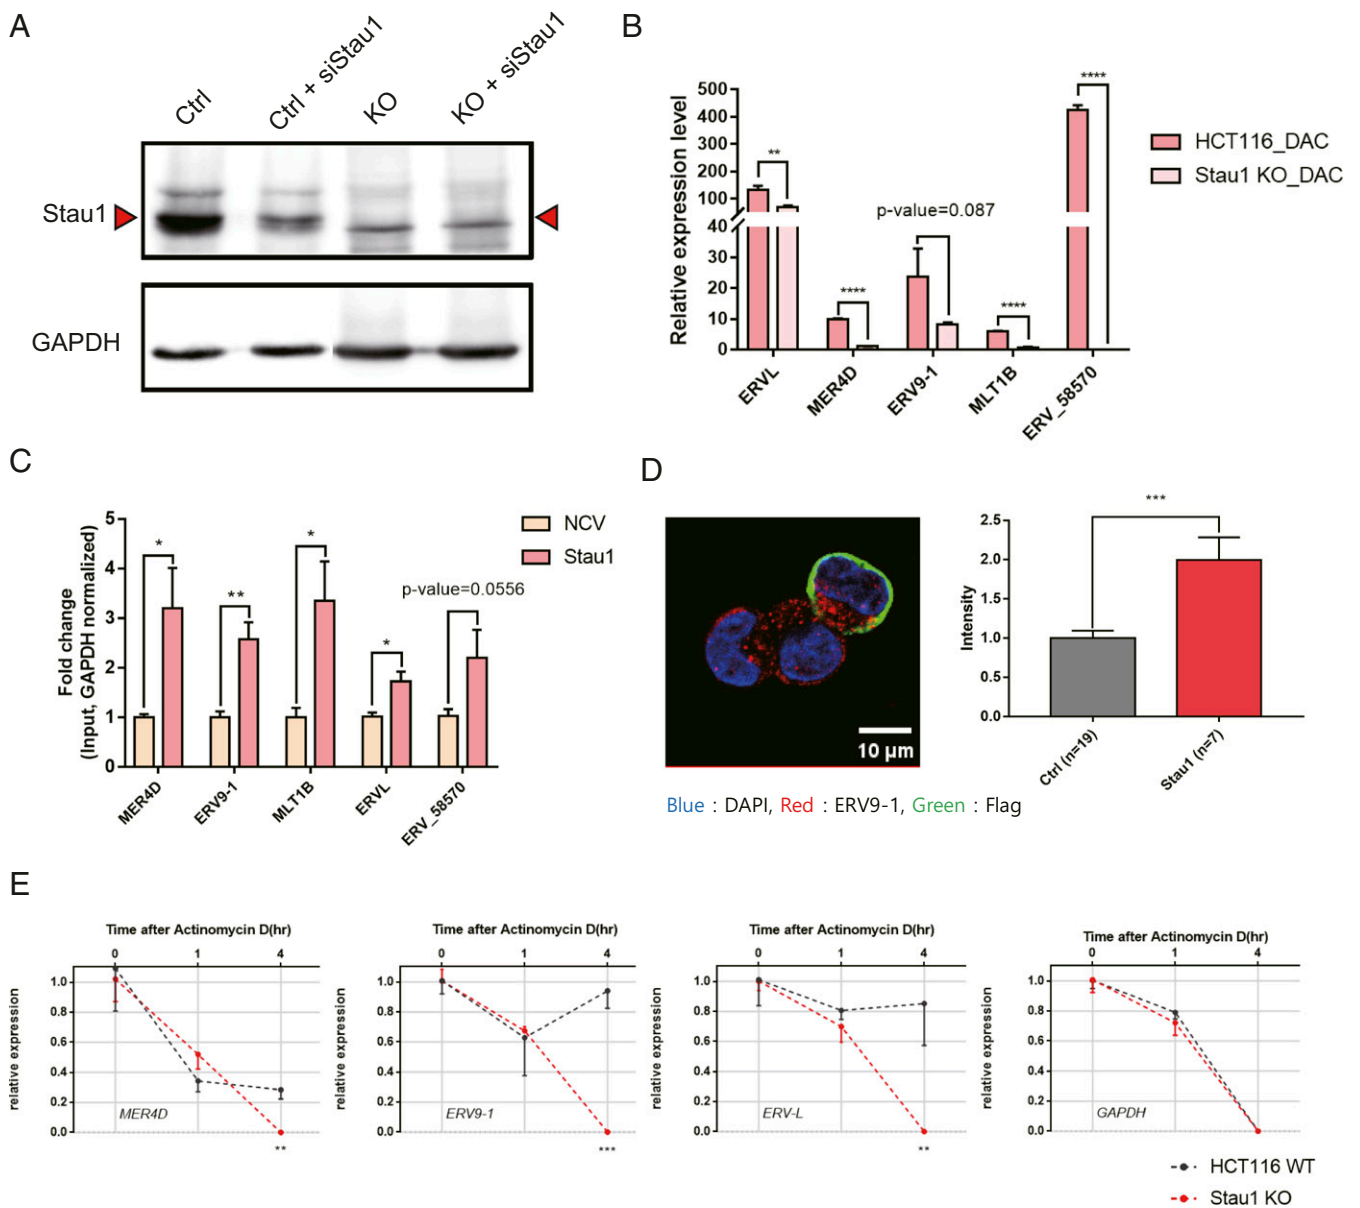 A
Ctrl
Ctrl + siStau1
KO
KO + siStau1
Stau1
GAPDH
B
Relative expression level
500
400
300
200
100
40
30
20
10
0
**
****
p-value=0.087
****
****
ERVL
MER4D
ERV9-1
MLT1B
ERV_58570
HCT116_DAC
Stau1 KO_DAC
C
Fold change
(Input, GAPDH normalized)
5
4
3
2
1
0
*
**
*
*
p-value=0.0556
MER4D
ERV9-1
MLT1B
ERVL
ERV_58570
NCV
Stau1
D
10 µm
Blue : DAPI, Red : ERV9-1, Green : Flag
Intensity
2.5
2.0
1.5
1.0
0.5
0.0
***
Ctrl (n=19)
Stau1 (n=7)
E
Time after Actinomycin D(hr)
0 1 4
relative expression
1.0
0.8
0.6
0.4
0.2
0.0
MER4D
**
Time after Actinomycin D(hr)
0 1 4
relative expression
1.0
0.8
0.6
0.4
0.2
0.0
ERV9-1
***
Time after Actinomycin D(hr)
0 1 4
relative expression
1.0
0.8
0.6
0.4
0.2
0.0
ERV-L
**
Time after Actinomycin D(hr)
0 1 4
relative expression
1.0
0.8
0.6
0.4
0.2
0.0
GAPDH
HCT116 WT
Stau1 KO